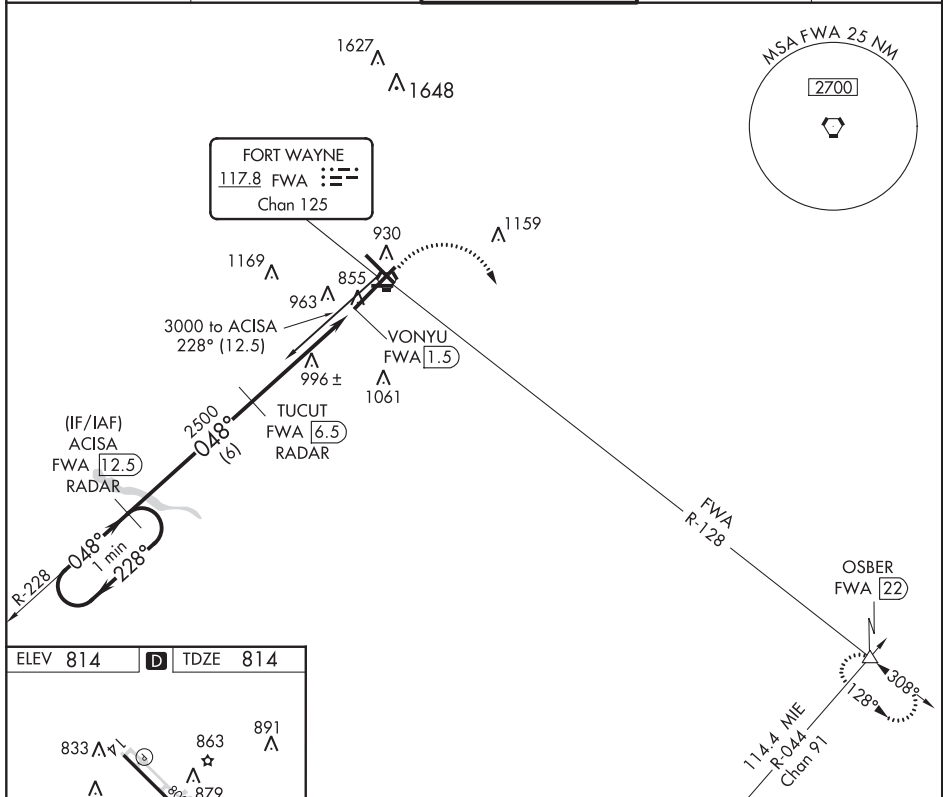 1627
1648
MSA FWA 25 NM
2700
FORT WAYNE
117.8 FWA
Chan 125
930
1159
1169
855
963
3000 to ACISA
228° (12.5)
VONYU
FWA 1.5
996 ±
1061
TUCUT
FWA 6.5
RADAR
2500
048°
(6)
(IF/IAF)
ACISA
FWA 12.5
RADAR
048°
1 min
228°
R-228
FWA
R-128
OSBER
FWA 22
308°
128°
114.4 MIE
R-044
Chan 91
ELEV 814 D TDZE 814
833
14
P
863
891
879